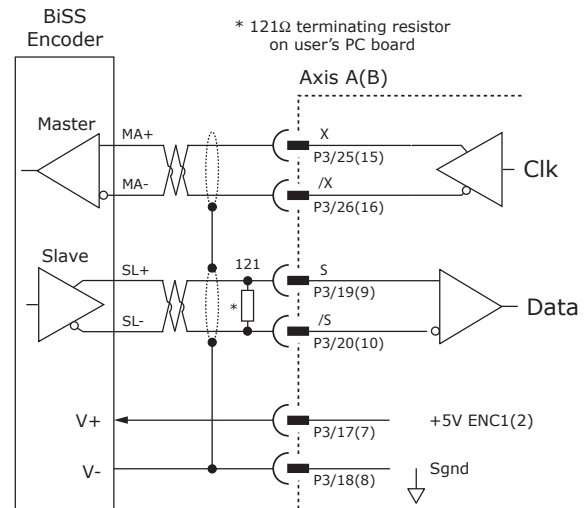 BiSS
Encoder
* 121Ω terminating resistor
on user's PC board
Axis A(B)
Master
MA+
X
P3/25(15)
Clk
MA-
/X
P3/26(16)
Slave
SL+
121
S
P3/19(9)
*
Data
SL-
/S
P3/20(10)
V+
+5V ENC1(2)
P3/17(7)
V-
Sgnd
P3/18(8)